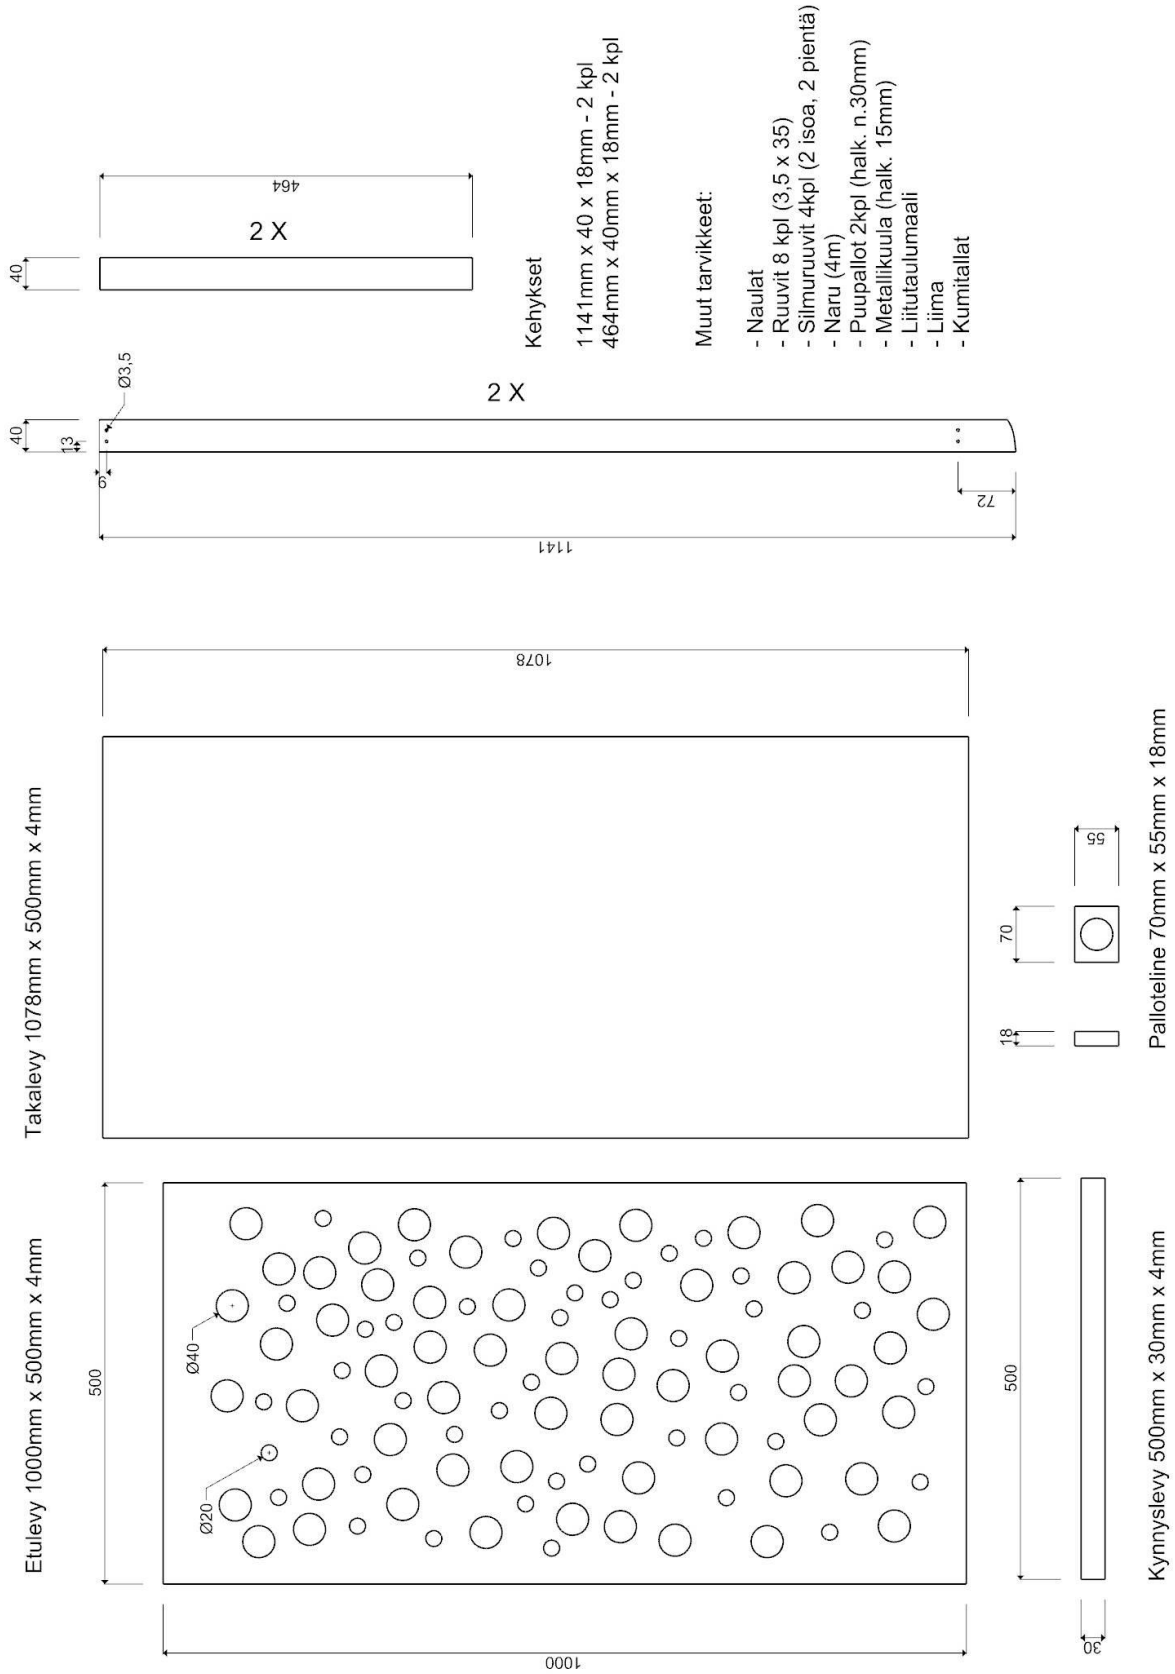 Etulevy 1000mm x 500mm x 4mm
500
Ø40
Ø20
1000
Takalevy 1078mm x 500mm x 4mm
1078
40
13
Ø3,5
9
2 X
72
1141
40
2 X
464
Kehykset
1141mm x 40 x 18mm - 2 kpl
464mm x 40mm x 18mm - 2 kpl
Muut tarvikkeet:
- Naulat
- Ruuvit 8 kpl (3,5 x 35)
- Silmuruuvit 4kpl (2 isoa, 2 pientä)
- Naru (4m)
- Puupallot 2kpl (halk. n.30mm)
- Metallikuula (halk. 15mm)
- Liitutaulumaali
- Liima
- Kumitallat
500
30
Kynnyslevy 500mm x 30mm x 4mm
18
70
55
Palloteline 70mm x 55mm x 18mm